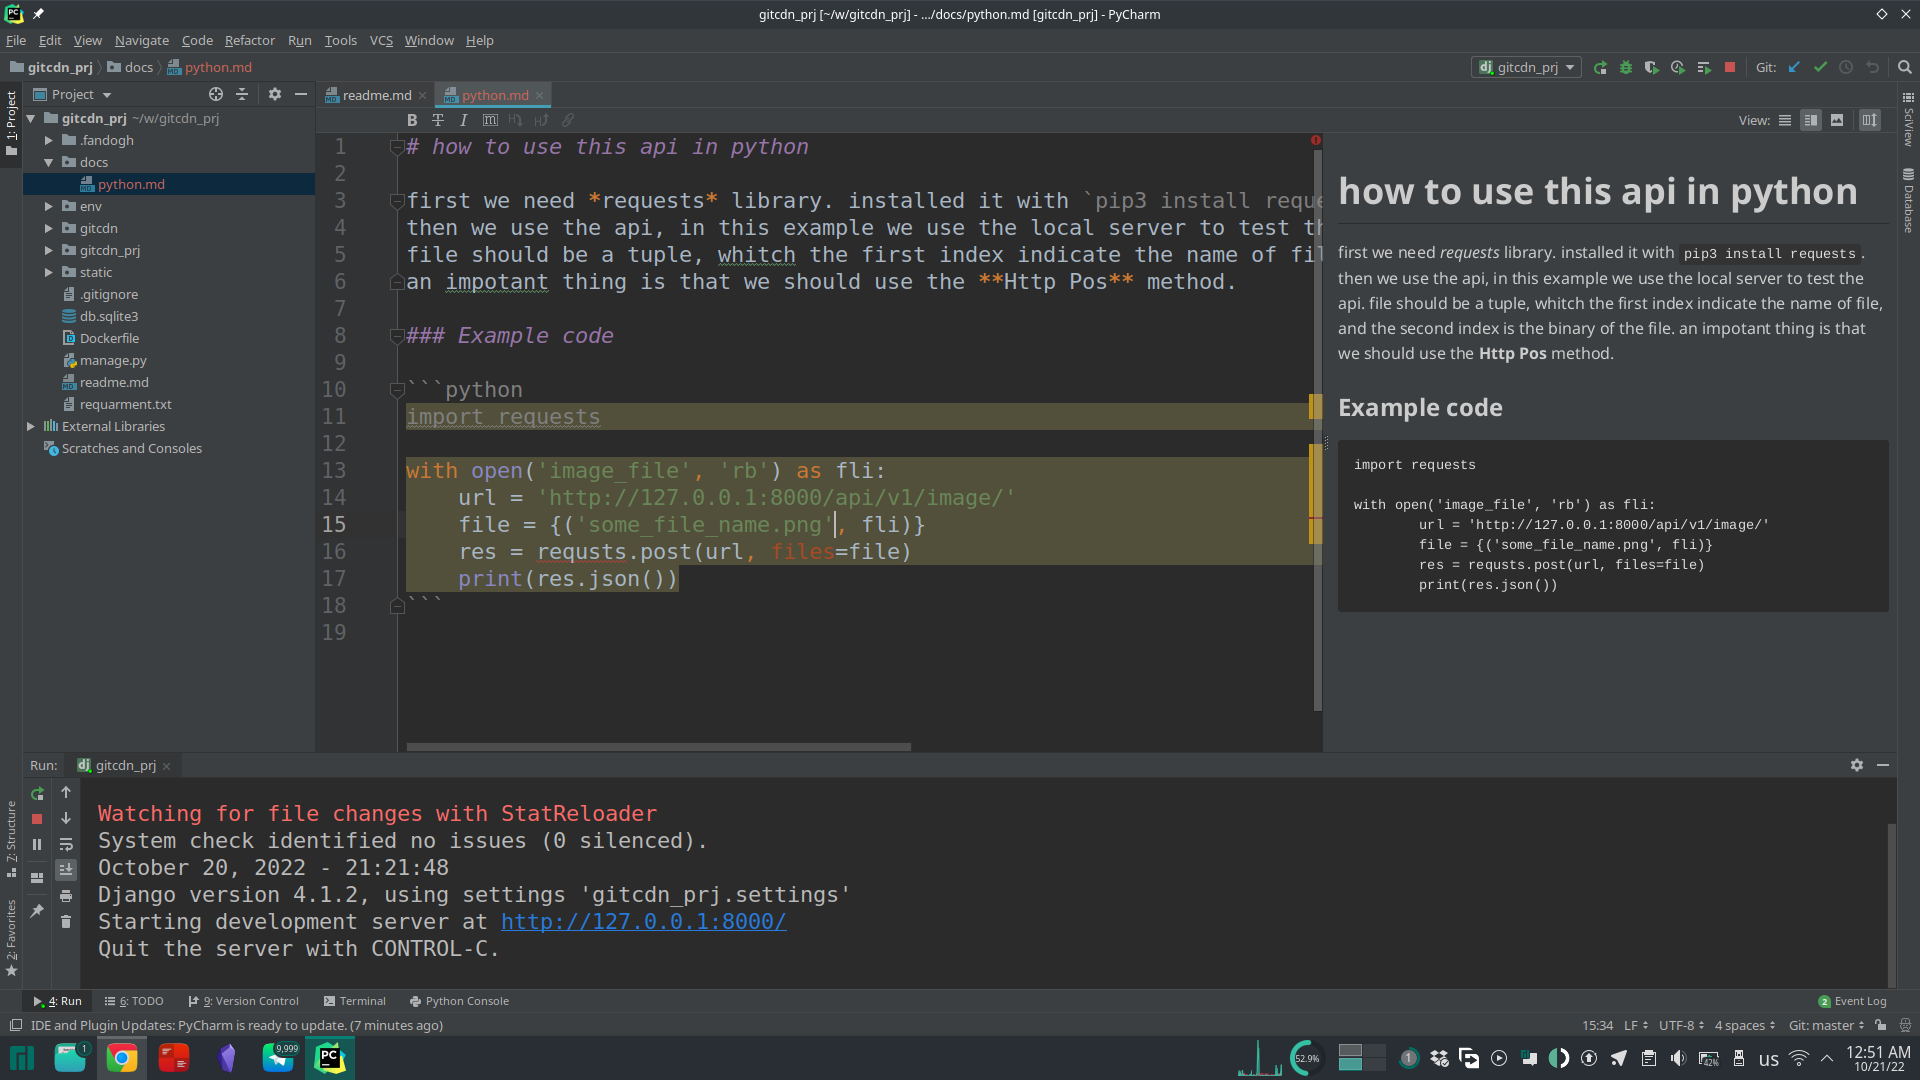 gitcdn_prj [~/w/gitcdn_prj] - .../docs/python.md [gitcdn_prj] - PyCharm
File Edit View Navigate Code Refactor Run Tools VCS Window Help
gitcdn_prj docs python.md
gitcdn_prj Git:
Project
readme.md python.md
View:
1: Project
gitcdn_prj ~/w/gitcdn_prj
.fandogh
docs
python.md
env
gitcdn
gitcdn_prj
static
.gitignore
db.sqlite3
Dockerfile
manage.py
readme.md
requarment.txt
External Libraries
Scratches and Consoles
1 # how to use this api in python
2
3 first we need *requests* library. installed it with `pip3 install reque
4 then we use the api, in this example we use the local server to test th
5 file should be a tuple, whitch the first index indicate the name of fil
6 an impotant thing is that we should use the **Http Pos** method.
7
8 ### Example code
9
10 ```python
11 import requests
12
13 with open('image_file', 'rb') as fli:
14 url = 'http://127.0.0.1:8000/api/v1/image/'
15 file = {('some_file_name.png', fli)}
16 res = requsts.post(url, files=file)
17 print(res.json())
18 ```
19
how to use this api in python
first we need requests library. installed it with pip3 install requests .
then we use the api, in this example we use the local server to test the
api. file should be a tuple, whitch the first index indicate the name of file,
and the second index is the binary of the file. an impotant thing is that
we should use the Http Pos method.
Example code
import requests
with open('image_file', 'rb') as fli:
url = 'http://127.0.0.1:8000/api/v1/image/'
file = {('some_file_name.png', fli)}
res = requsts.post(url, files=file)
print(res.json())
SciView
Database
Run: gitcdn_prj
7: Structure
2: Favorites
Watching for file changes with StatReloader
System check identified no issues (0 silenced).
October 20, 2022 - 21:21:48
Django version 4.1.2, using settings 'gitcdn_prj.settings'
Starting development server at http://127.0.0.1:8000/
Quit the server with CONTROL-C.
4: Run 6: TODO 9: Version Control Terminal Python Console 2 Event Log
IDE and Plugin Updates: PyCharm is ready to update. (7 minutes ago) 15:34 LF UTF-8 4 spaces Git: master
1 9,999 PC 52.9% 1 42% us 12:51 AM
10/21/22